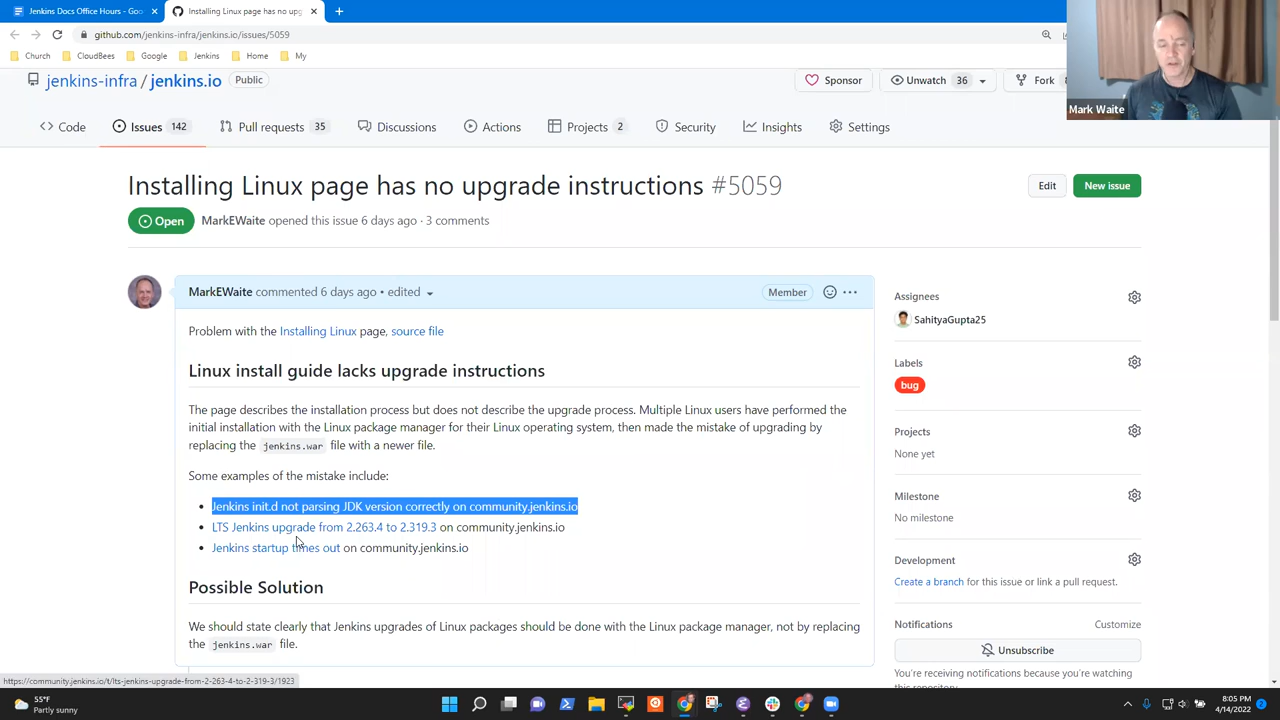 Jenkins Docs Office Hours - Goo
Installing Linux page has no upg
github.com/jenkins-infra/jenkins.io/issues/5059
Church
CloudBees
Google
Jenkins
Home
My
Mark Waite
jenkins-infra / jenkins.io
Public
Sponsor
Unwatch 36
Fork
Code
Issues 142
Pull requests 35
Discussions
Actions
Projects 2
Security
Insights
Settings
Installing Linux page has no upgrade instructions #5059
Edit
New issue
Open
MarkEWaite opened this issue 6 days ago · 3 comments
MarkEWaite commented 6 days ago • edited
Member
Problem with the Installing Linux page, source file
Linux install guide lacks upgrade instructions
The page describes the installation process but does not describe the upgrade process. Multiple Linux users have performed the
initial installation with the Linux package manager for their Linux operating system, then made the mistake of upgrading by
replacing the jenkins.war file with a newer file.
Some examples of the mistake include:
• Jenkins init.d not parsing JDK version correctly on community.jenkins.io
• LTS Jenkins upgrade from 2.263.4 to 2.319.3 on community.jenkins.io
• Jenkins startup times out on community.jenkins.io
Possible Solution
We should state clearly that Jenkins upgrades of Linux packages should be done with the Linux package manager, not by replacing
the jenkins.war file.
Assignees
SahityaGupta25
Labels
bug
Projects
None yet
Milestone
No milestone
Development
Create a branch for this issue or link a pull request.
Notifications
Customize
Unsubscribe
You're receiving notifications because you're watching
this repository.
https://community.jenkins.io/t/lts-jenkins-upgrade-from-2-263-4-to-2-319-3/1923
55°F
Partly sunny
8:05 PM
4/14/2022
2